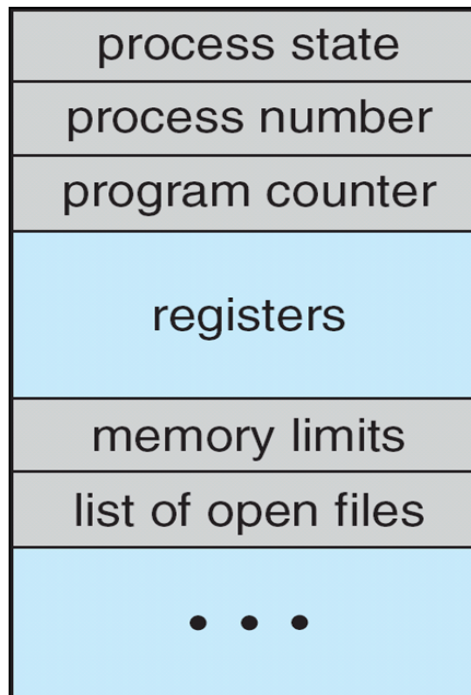 process state
process number
program counter
registers
memory limits
list of open files
• • •